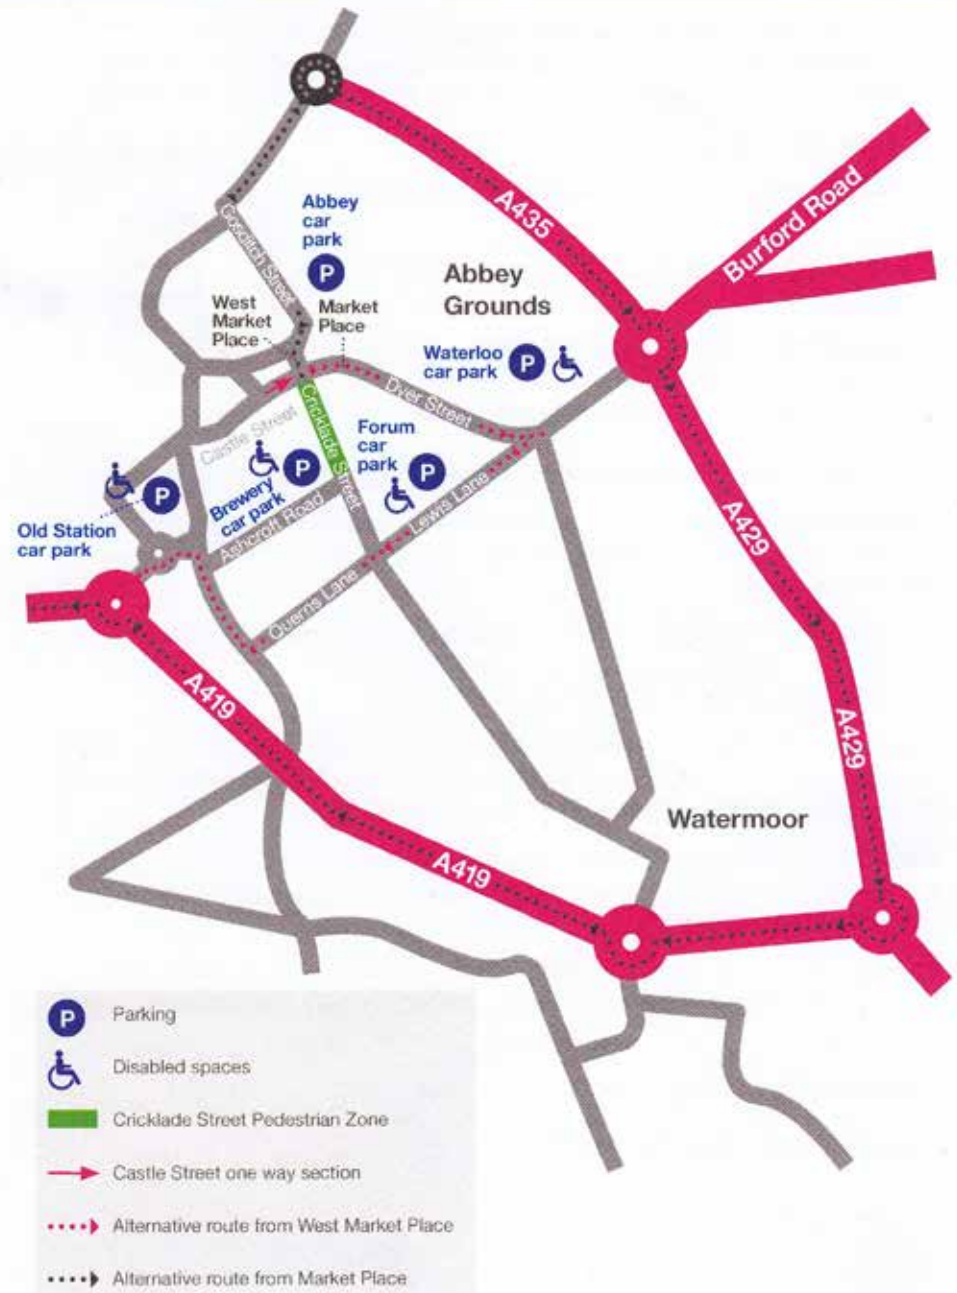 A435
Burford Road
Abbey
car
park
P
Gosditch Street
Abbey
Grounds
West
Market
Place
Market
Place
Waterloo
car park
P
Dyer Street
Cricklade Street
Castle Street
Forum
car
park
P
Brewery
car park
P
Lewis Lane
Old Station
car park
P
Ashcroft Road
Querns Lane
A429
A429
A419
A419
Watermoor
P
Parking
Disabled spaces
Cricklade Street Pedestrian Zone
Castle Street one way section
Alternative route from West Market Place
Alternative route from Market Place